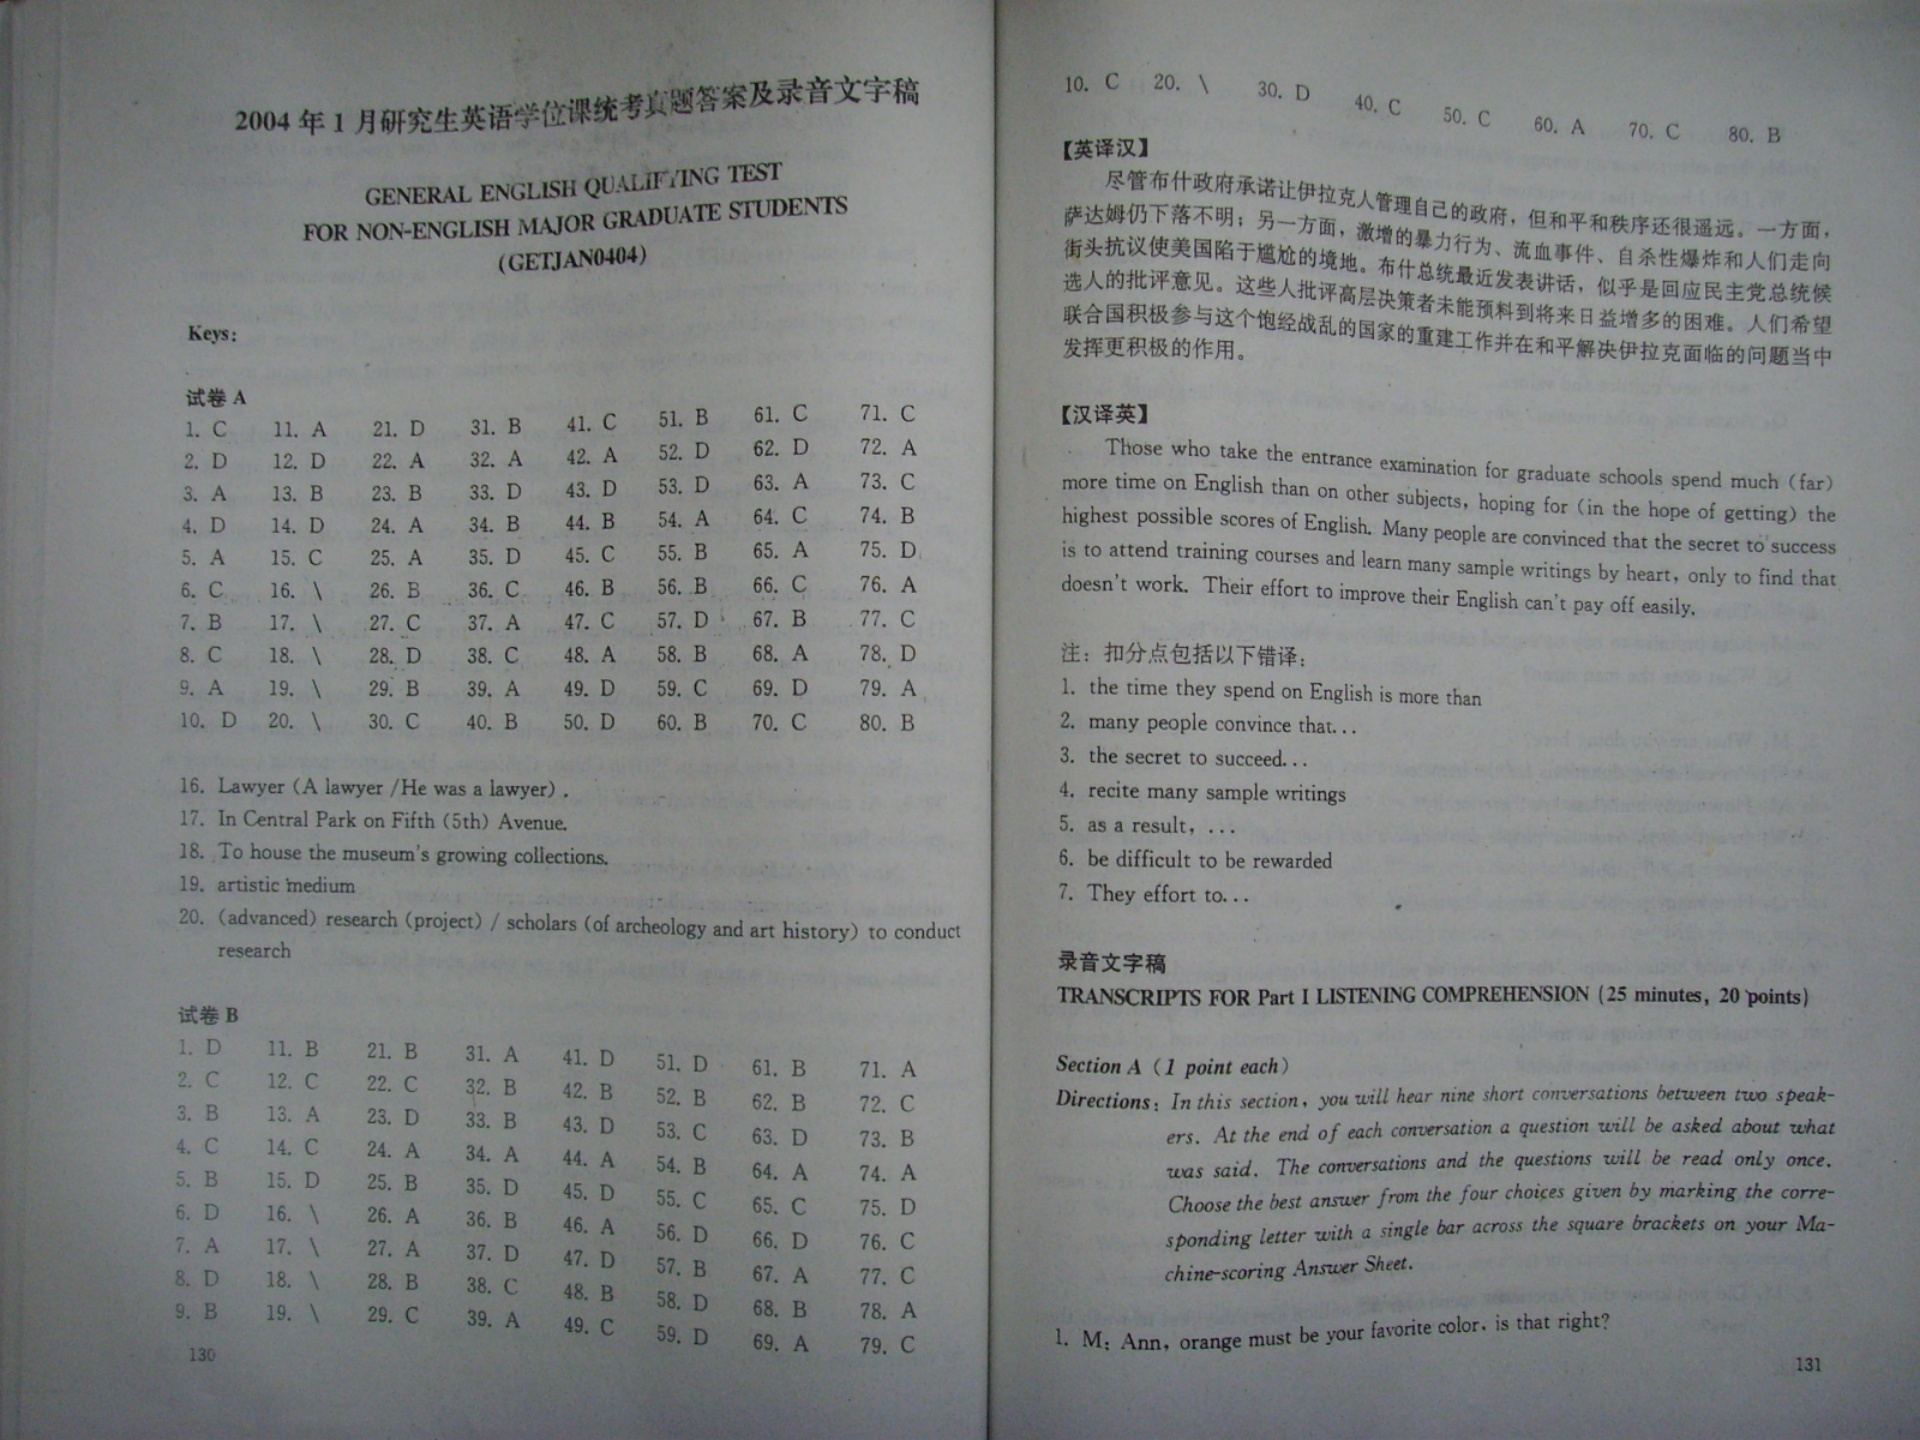 2004年1月研究生英语学位课统考真题答案及录音文字稿
GENERAL ENGLISH QUALIFYING TEST
FOR NON-ENGLISH MAJOR GRADUATE STUDENTS
(GETJAN0404)
Keys:
试卷 A
1. C 11. A 21. D 31. B 41. C 51. B 61. C 71. C
2. D 12. D 22. A 32. A 42. A 52. D 62. D 72. A
3. A 13. B 23. B 33. D 43. D 53. D 63. A 73. C
4. D 14. D 24. A 34. B 44. B 54. A 64. C 74. B
5. A 15. C 25. A 35. D 45. C 55. B 65. A 75. D
6. C 16. \ 26. B 36. C 46. B 56. B 66. C 76. A
7. B 17. \ 27. C 37. A 47. C 57. D 67. B 77. C
8. C 18. \ 28. D 38. C 48. A 58. B 68. A 78. D
9. A 19. \ 29. B 39. A 49. D 59. C 69. D 79. A
10. D 20. \ 30. C 40. B 50. D 60. B 70. C 80. B
16. Lawyer (A lawyer /He was a lawyer) .
17. In Central Park on Fifth (5th) Avenue.
18. To house the museum's growing collections.
19. artistic medium
20. (advanced) research (project) / scholars (of archeology and art history) to conduct
research
试卷 B
1. D 11. B 21. B 31. A 41. D 51. D 61. B 71. A
2. C 12. C 22. C 32. B 42. B 52. B 62. B 72. C
3. B 13. A 23. D 33. B 43. D 53. C 63. D 73. B
4. C 14. C 24. A 34. A 44. A 54. B 64. A 74. A
5. B 15. D 25. B 35. D 45. D 55. C 65. C 75. D
6. D 16. \ 26. A 36. B 46. A 56. D 66. D 76. C
7. A 17. \ 27. A 37. D 47. D 57. B 67. A 77. C
8. D 18. \ 28. B 38. C 48. B 58. D 68. B 78. A
9. B 19. \ 29. C 39. A 49. C 59. D 69. A 79. C
130
10. C 20. \ 30. D 40. C 50. C 60. A 70. C 80. B
【英译汉】
尽管布什政府承诺让伊拉克人管理自己的政府，但和平和秩序还很遥远。一方面，
萨达姆仍下落不明；另一方面，激增的暴力行为、流血事件、自杀性爆炸和人们走向
街头抗议使美国陷于尴尬的境地。布什总统最近发表讲话，似乎是回应民主党总统候
选人的批评意见。这些人批评高层决策者未能预料到将来日益增多的困难。人们希望
联合国积极参与这个饱经战乱的国家的重建工作并在和平解决伊拉克面临的问题当中
发挥更积极的作用。
【汉译英】
Those who take the entrance examination for graduate schools spend much (far)
more time on English than on other subjects, hoping for (in the hope of getting) the
highest possible scores of English. Many people are convinced that the secret to success
is to attend training courses and learn many sample writings by heart, only to find that
doesn't work. Their effort to improve their English can't pay off easily.
注：扣分点包括以下错译：
1. the time they spend on English is more than
2. many people convince that...
3. the secret to succeed...
4. recite many sample writings
5. as a result, ...
6. be difficult to be rewarded
7. They effort to...
录音文字稿
TRANSCRIPTS FOR Part I LISTENING COMPREHENSION (25 minutes, 20 points)
Section A (1 point each)
Directions: In this section, you will hear nine short conversations between two speak-
ers. At the end of each conversation a question will be asked about what
was said. The conversations and the questions will be read only once.
Choose the best answer from the four choices given by marking the corre-
sponding letter with a single bar across the square brackets on your Ma-
chine-scoring Answer Sheet.
1. M: Ann, orange must be your favorite color, is that right?
131